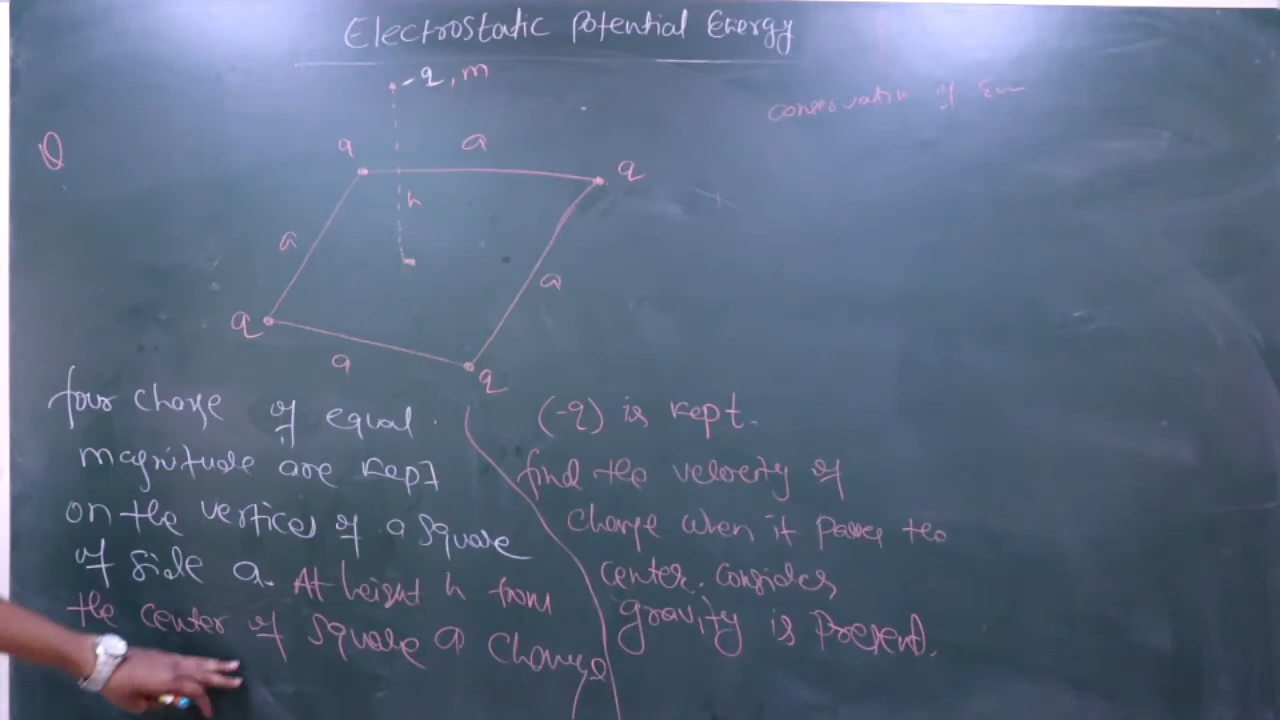 Electrostatic Potential Energy
-q, m
conservation of
Q
q
a
q
h
a
a
q
a
q
four charge of equal
magnitude are kept
on the vertices of a square
of side a. At height h from
the center of square a charge
(-q) is kept.
find the velocity of
charge when it passes the
center. consider
gravity is present.